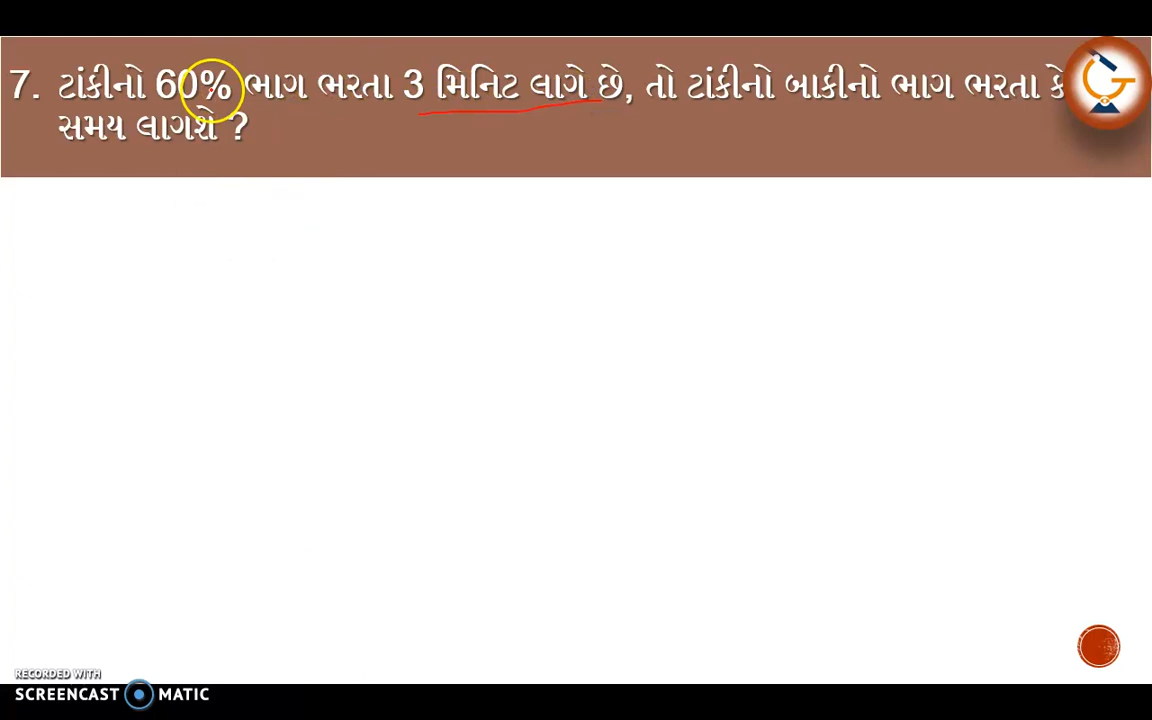 7. ટાંકીનો 60% ભાગ ભરતા 3 મિનિટ લાગે છે, તો ટાંકીનો બાકીનો ભાગ ભરતા
સમય લાગશે ?
RECORDED WITH
SCREENCAST MATIC